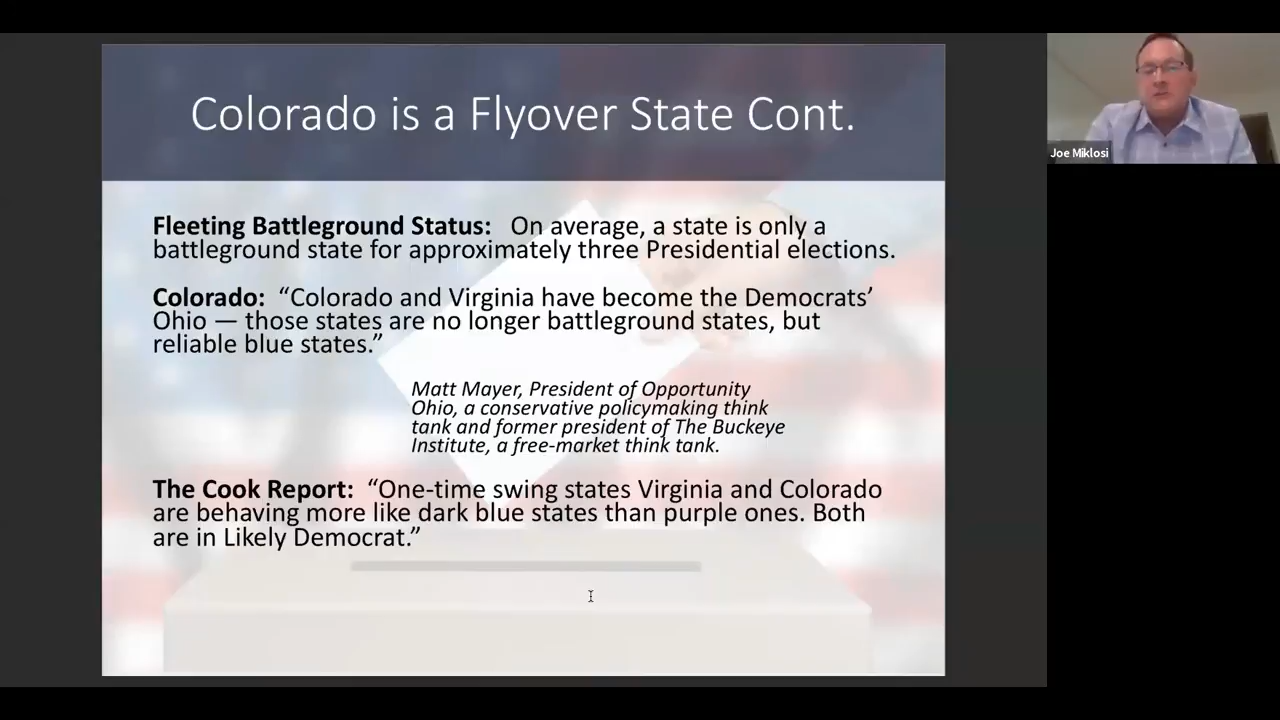 Colorado is a Flyover State Cont.
Fleeting Battleground Status:   On average, a state is only a
battleground state for approximately three Presidential elections.
Colorado:  “Colorado and Virginia have become the Democrats’
Ohio — those states are no longer battleground states, but
reliable blue states.”
Matt Mayer, President of Opportunity
Ohio, a conservative policymaking think
tank and former president of The Buckeye
Institute, a free-market think tank.
The Cook Report:  “One-time swing states Virginia and Colorado
are behaving more like dark blue states than purple ones. Both
are in Likely Democrat.”
Joe Miklosi